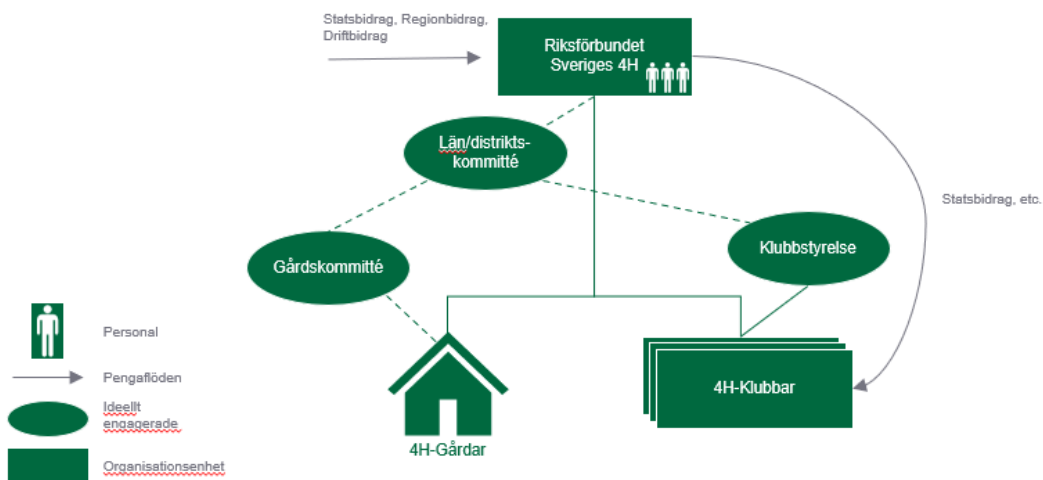 Statsbidrag, Regionbidrag,
Driftbidrag
Riksförbundet
Sveriges 4H
Län/distrikts-
kommitté
Statsbidrag, etc.
Klubbstyrelse
Gårdskommitté
Personal
Pengaflöden
4H-Klubbar
Ideellt
engagerade
4H-Gårdar
Organisationsenhet